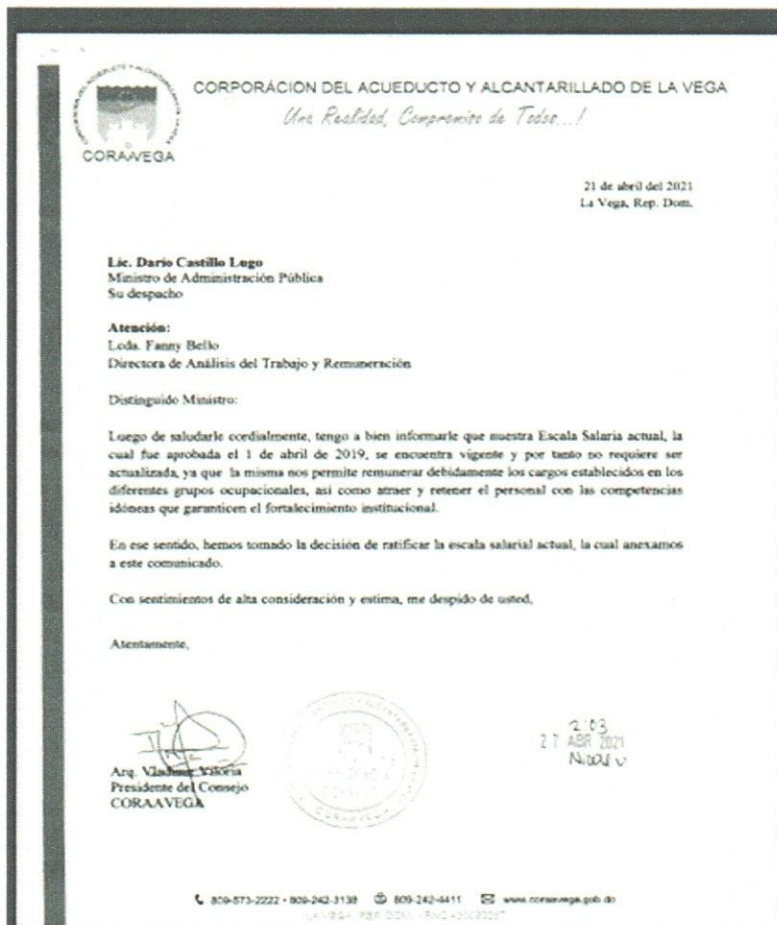 CORPORÁCION DEL ACUEDUCTO Y ALCANTARILLADO DE LA VEGA
Una Realidad, Compromiso de Todos...!
CORAAVEGA
21 de abril del 2021
La Vega, Rep. Dom.
Lic. Darío Castillo Lugo
Ministro de Administración Pública
Su despacho
Atención:
Lcda. Fanny Bello
Directora de Análisis del Trabajo y Remuneración
Distinguido Ministro:
Luego de saludarle cordialmente, tengo a bien informarle que nuestra Escala Salaria actual, la
cual fue aprobada el 1 de abril de 2019, se encuentra vigente y por tanto no requiere ser
actualizada, ya que la misma nos permite remunerar debidamente los cargos establecidos en los
diferentes grupos ocupacionales, así como atraer y retener el personal con las competencias
idóneas que garanticen el fortalecimiento institucional.
En ese sentido, hemos tomado la decisión de ratificar la escala salarial actual, la cual anexamos
a este comunicado.
Con sentimientos de alta consideración y estima, me despido de usted,
Atentamente,
Arq. Vladimir Viloria
Presidente del Consejo
CORAAVEGA
2:03
27 ABR 2021
809-573-2222 - 809-242-3138 809-242-4411 www.coraavega.gob.do
LA VEGA, REP. DOM. - RNC